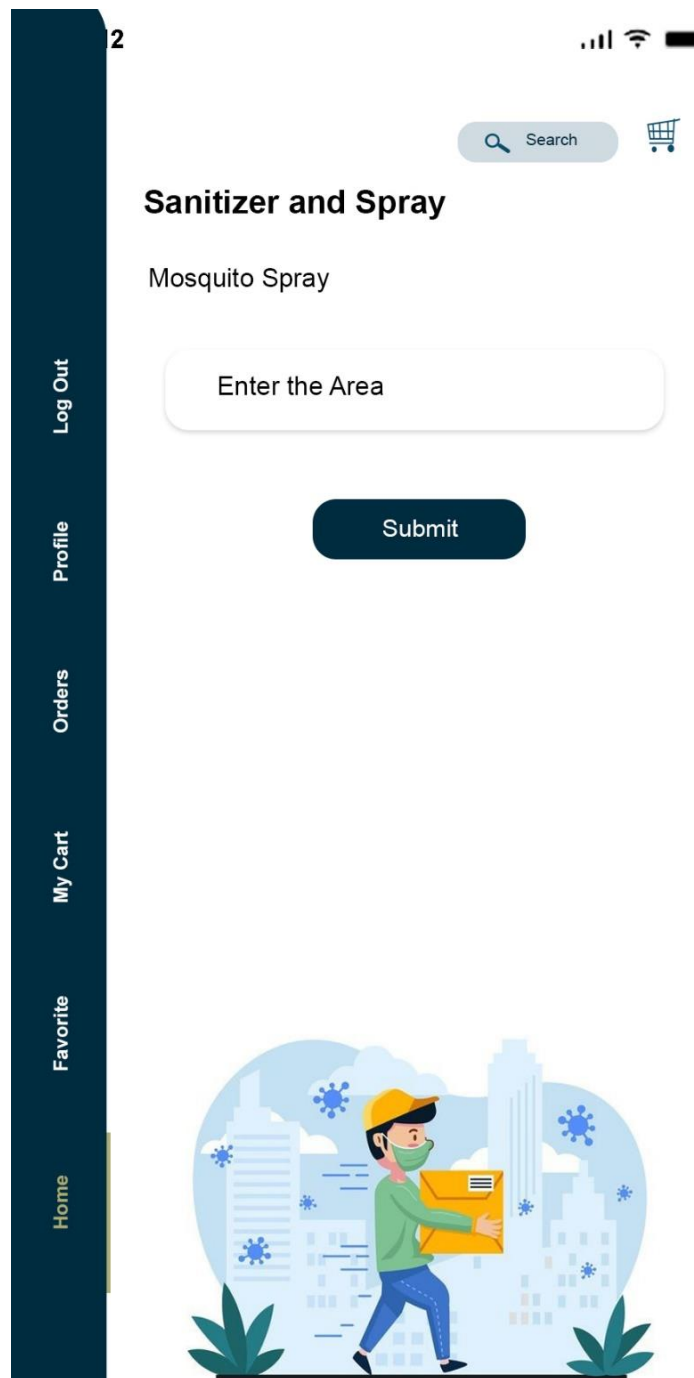 12
Search
Sanitizer and Spray
Mosquito Spray
Enter the Area
Submit
Log Out
Profile
Orders
My Cart
Favorite
Home